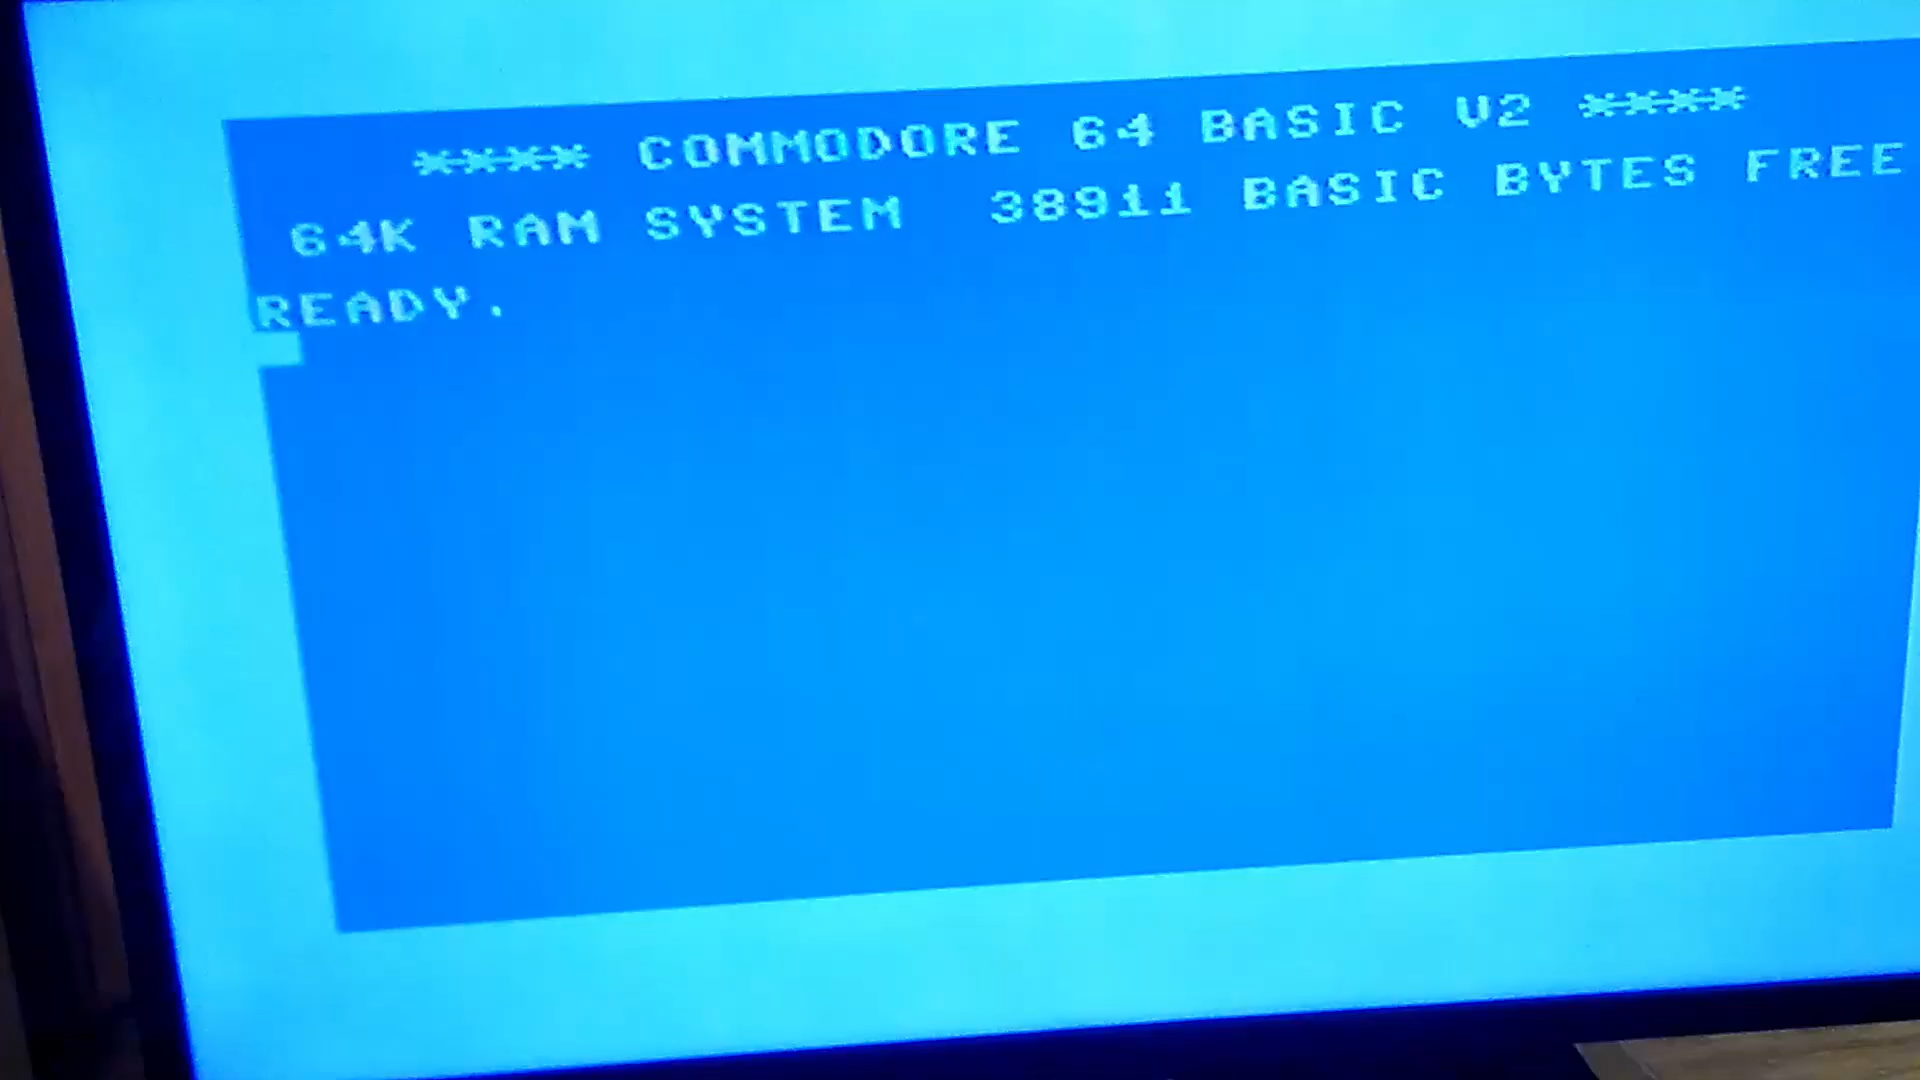 **** COMMODORE 64 BASIC V2 ****
64K RAM SYSTEM  38911 BASIC BYTES FREE
READY.